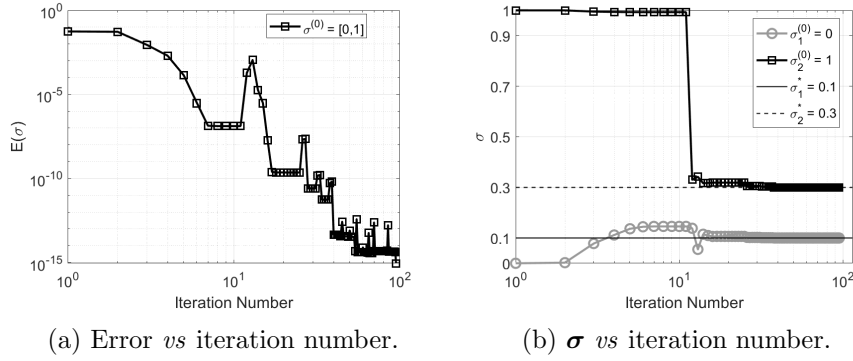 10^0
10^-5
10^-10
10^-15
E(σ)
10^0
10^1
10^2
Iteration Number
σ^(0) = [0,1]
(a) Error vs iteration number.
1
0.9
0.7
0.5
0.3
0.1
0
σ
10^0
10^1
10^2
Iteration Number
σ_1^(0) = 0
σ_2^(0) = 1
σ_1^* = 0.1
σ_2^* = 0.3
(b) σ vs iteration number.